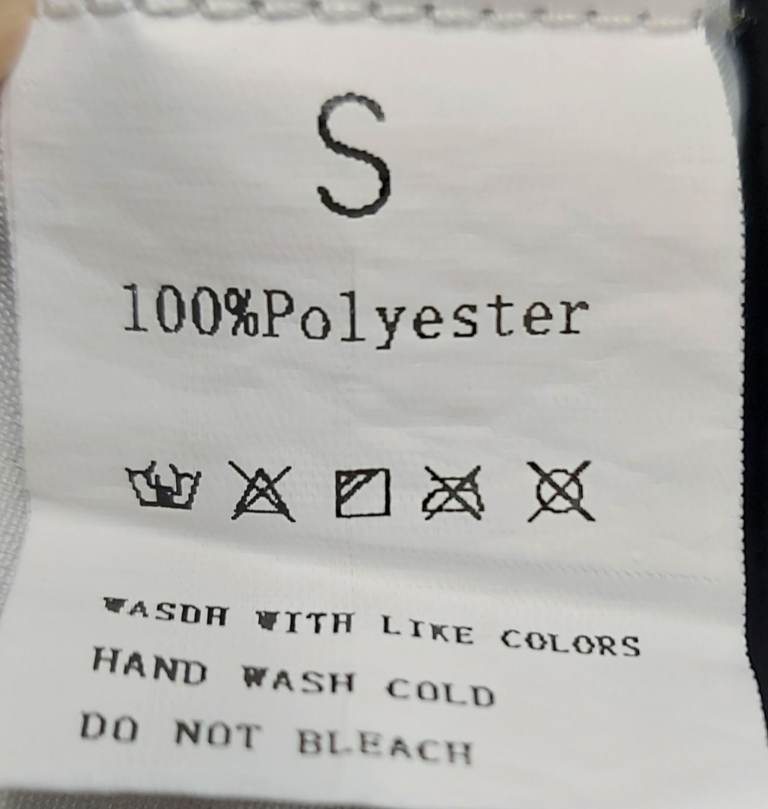 S
100%Polyester
WASDH WITH LIKE COLORS
HAND WASH COLD
DO NOT BLEACH